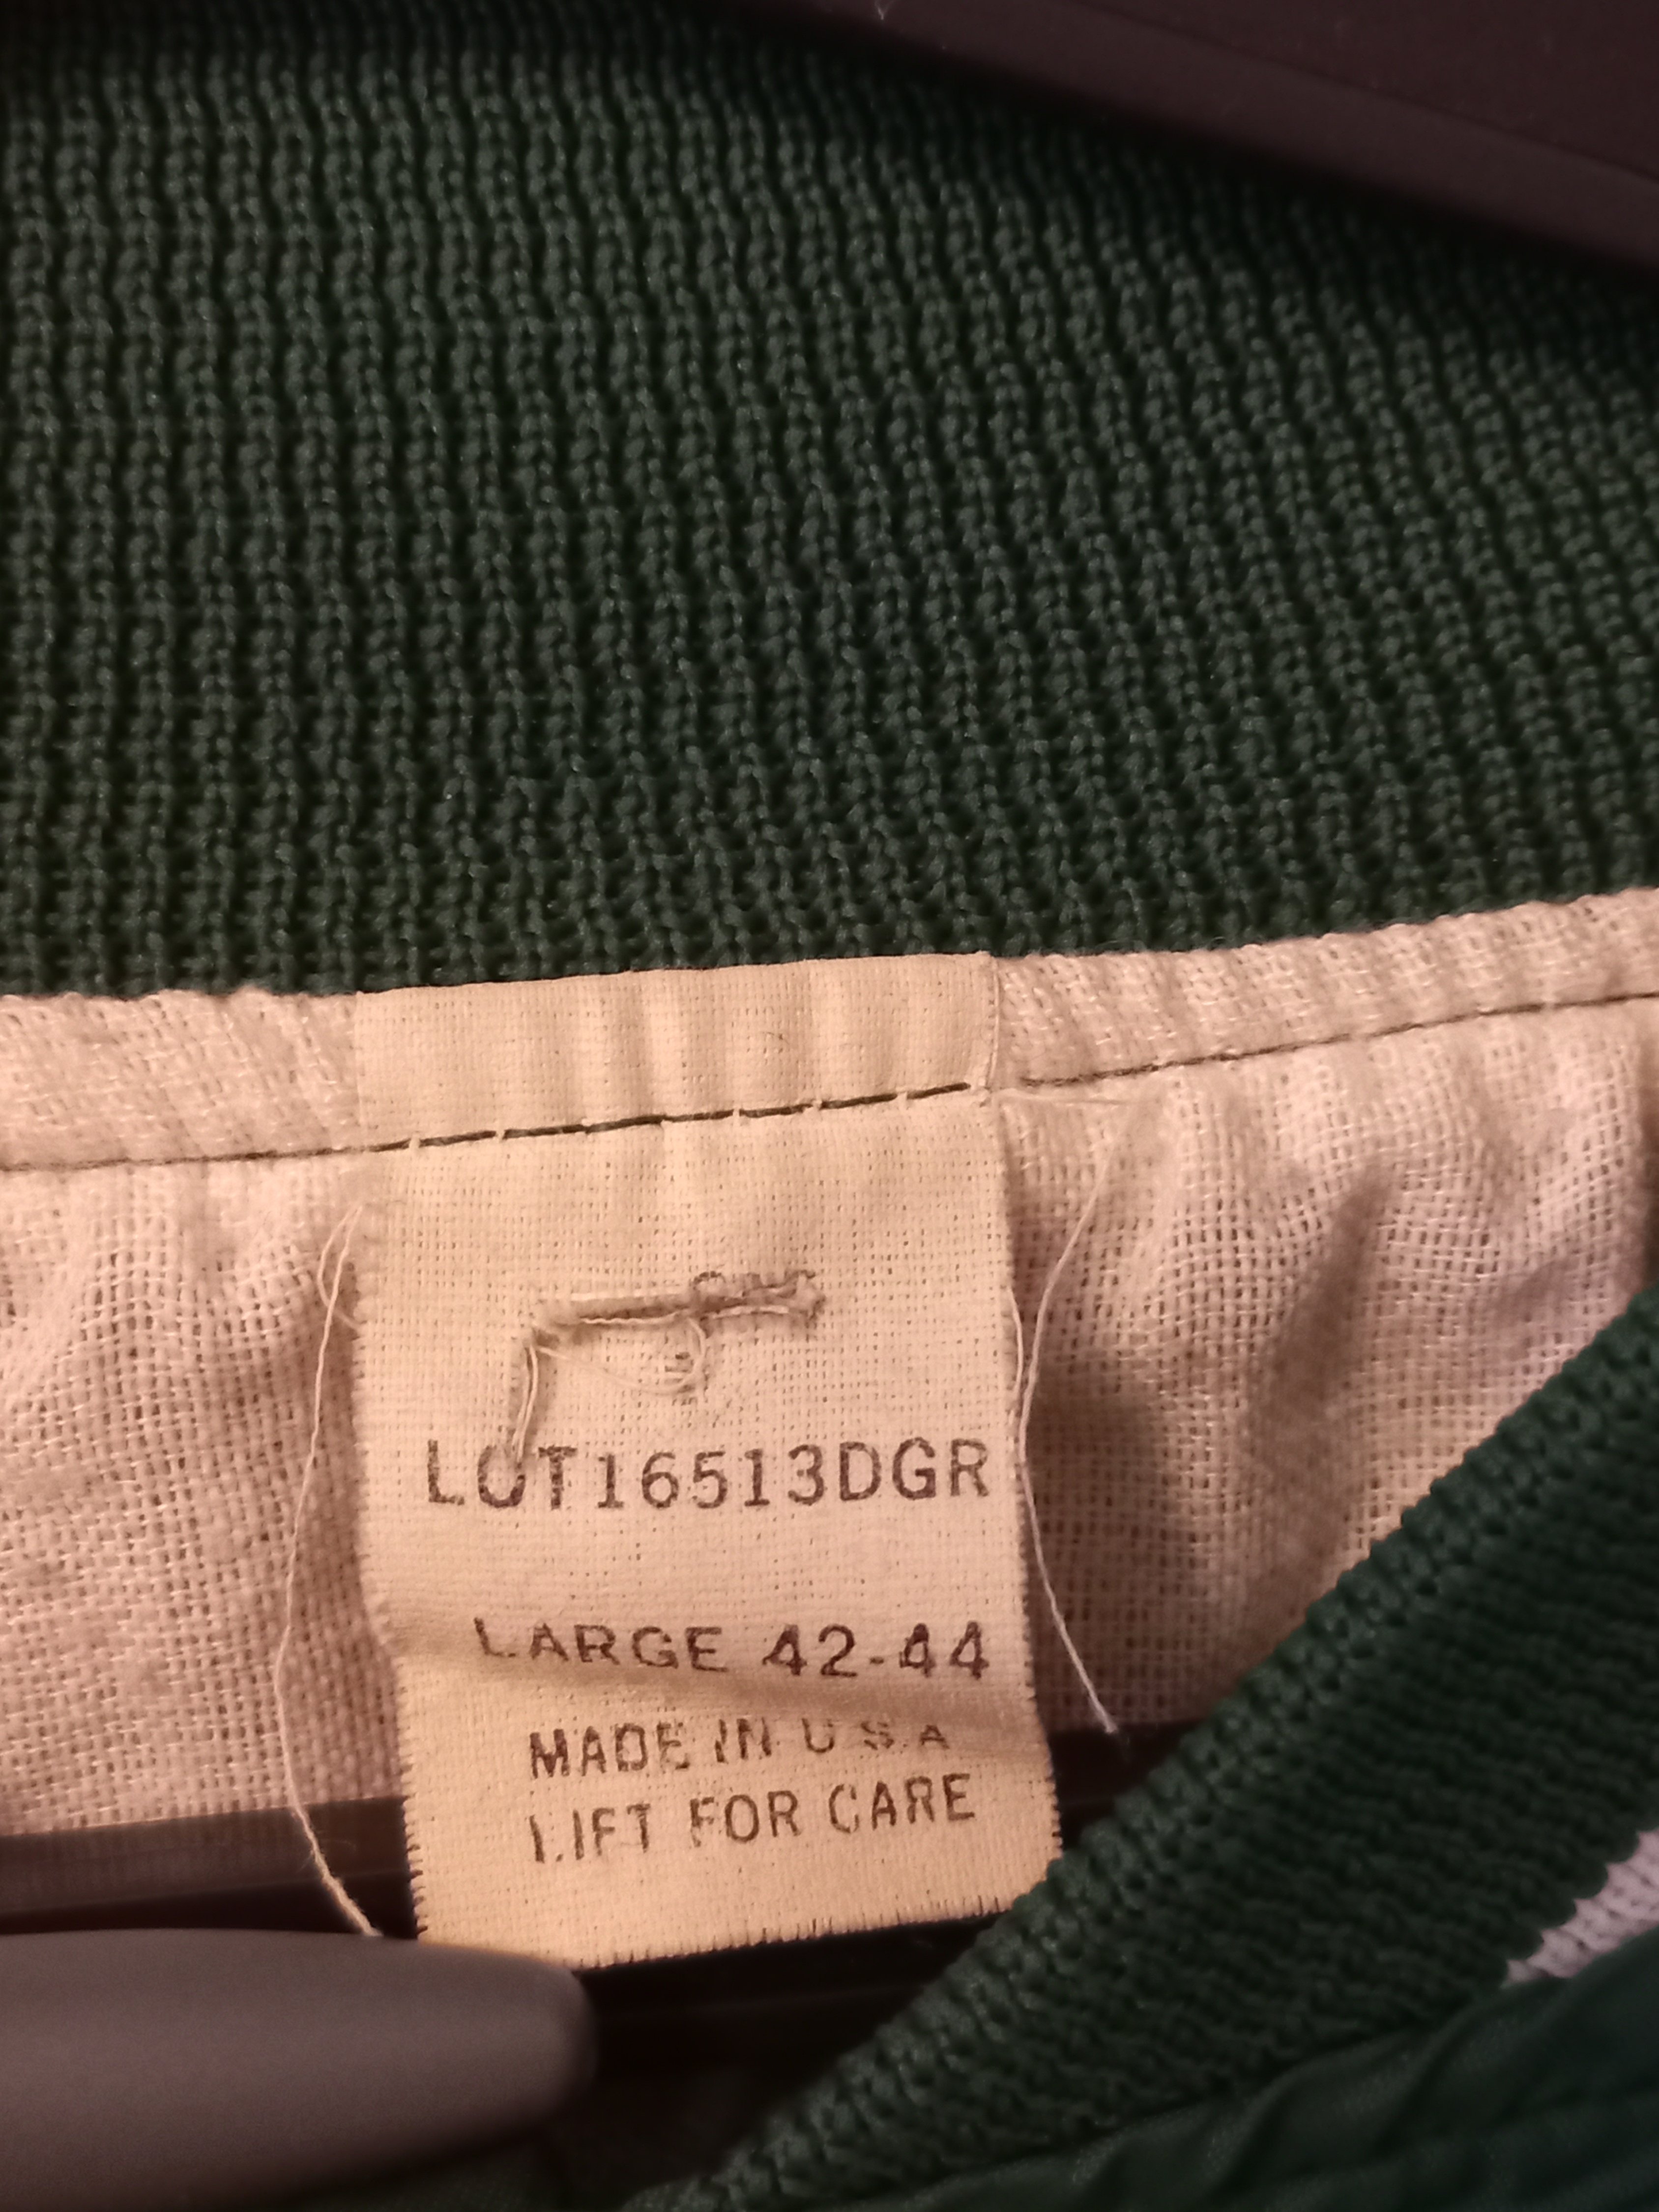 LOT16513DGR
LARGE 42-44
MADE IN U S A
LIFT FOR CARE